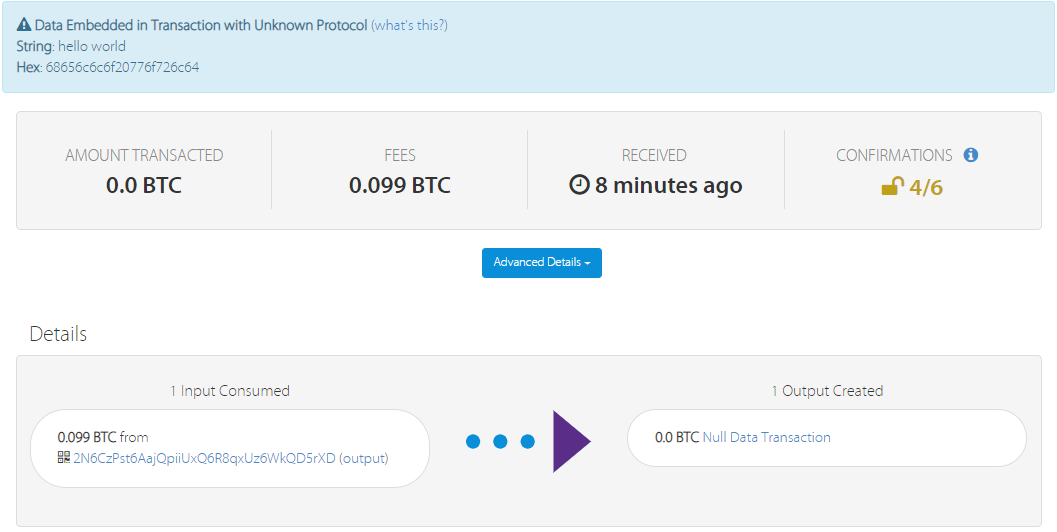 Data Embedded in Transaction with Unknown Protocol (what's this?)
String: hello world
Hex: 68656c6c6f20776f726c64
AMOUNT TRANSACTED
0.0 BTC
FEES
0.099 BTC
RECEIVED
8 minutes ago
CONFIRMATIONS
4/6
Advanced Details
Details
1 Input Consumed
0.099 BTC from
2N6CzPst6AajQpiiUxQ6R8qxUz6WkQD5rXD (output)
1 Output Created
0.0 BTC Null Data Transaction